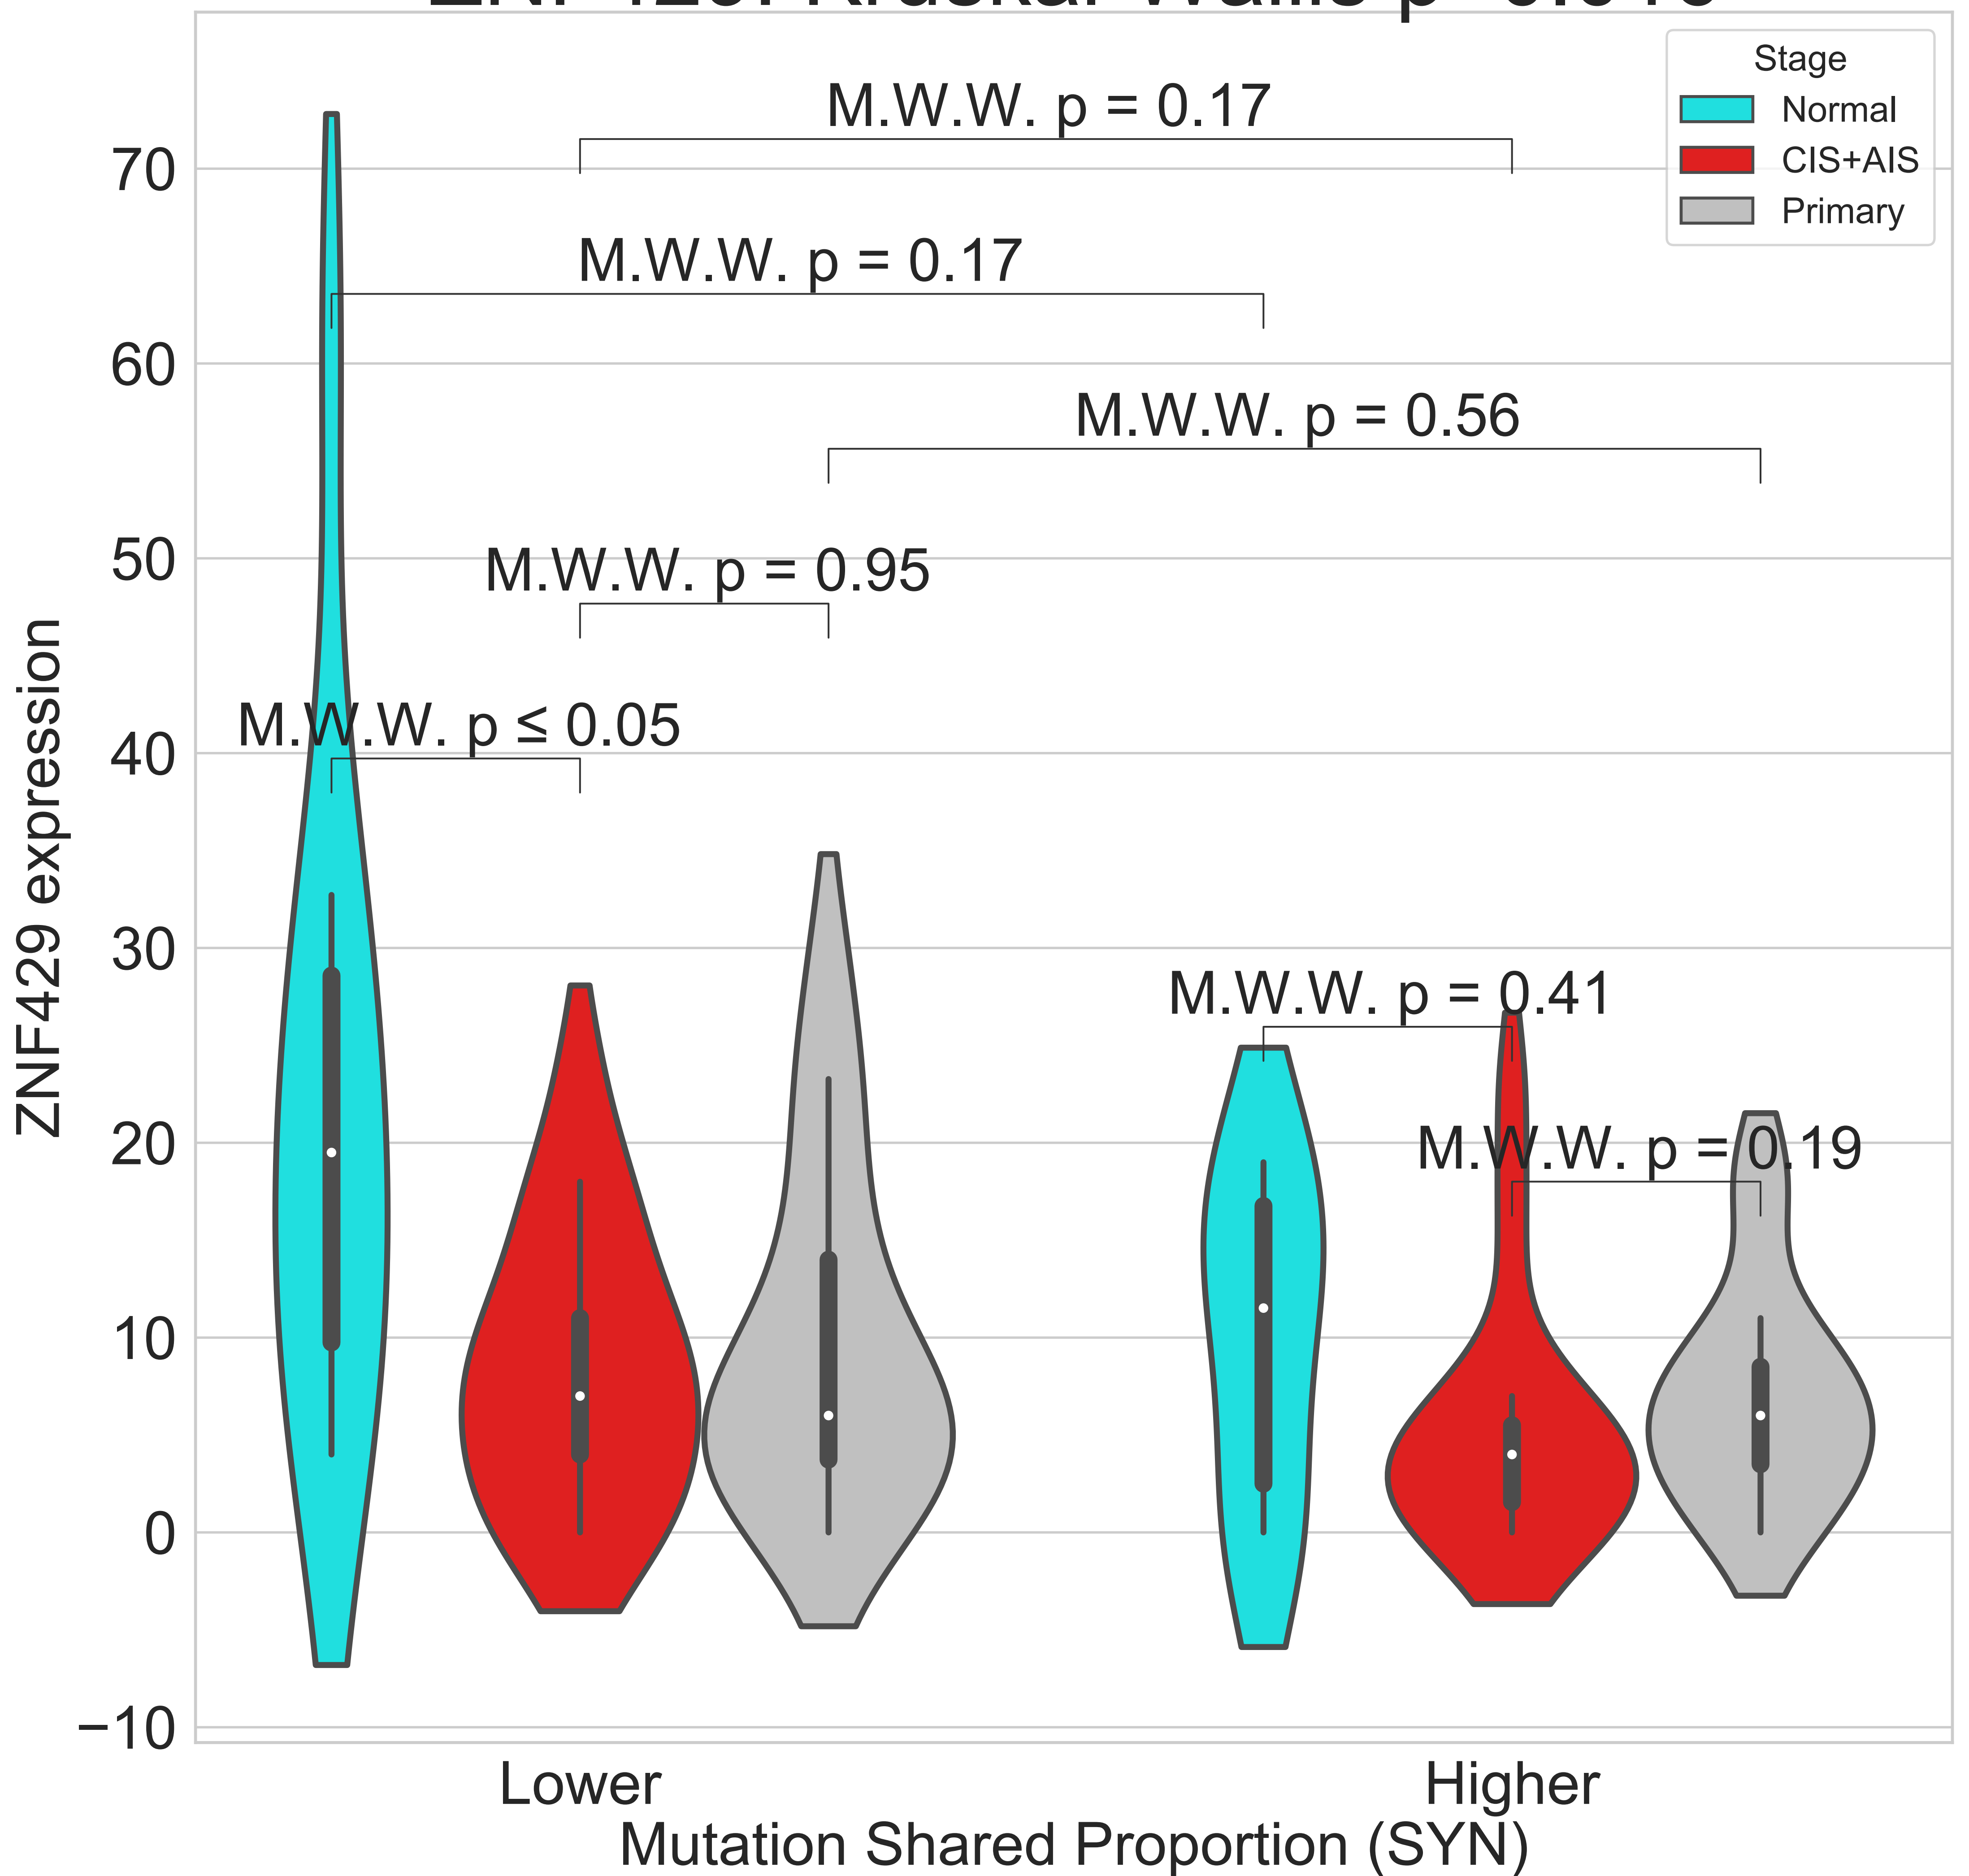 Stage
Normal
CIS+AIS
Primary
M.W.W. p = 0.17
M.W.W. p = 0.17
M.W.W. p = 0.56
M.W.W. p = 0.95
M.W.W. p ≤ 0.05
M.W.W. p = 0.41
M.W.W. p = 0.19
ZNF429 expression
70
60
50
40
30
20
10
0
−10
Lower
Higher
Mutation Shared Proportion (SYN)